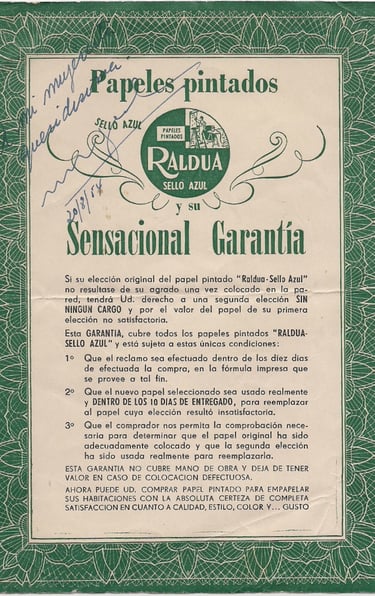 a mi mujer
queridisima
20/8/54
Papeles pintados
SELLO AZUL
PAPELES
PINTADOS
RALDUA
SELLO AZUL
y su
Sensacional Garantía
Si su elección original del papel pintado "Raldua-Sello Azul"
no resultase de su agrado una vez colocado en la pa-
red, tendrá Ud. derecho a una segunda elección SIN
NINGUN CARGO y por el valor del papel de su primera
elección no satisfactoria.
Esta GARANTIA, cubre todos los papeles pintados "RALDUA-
SELLO AZUL" y está sujeta a estas únicas condiciones:
1º Que el reclamo sea efectuado dentro de los diez dias
de efectuada la compra, en la fórmula impresa que
se provee a tal fin.
2º Que el nuevo papel seleccionado sea usado realmente
y DENTRO DE LOS 10 DIAS DE ENTREGADO, para reemplazar
al papel cuya elección resultó insatisfactoria.
3º Que el comprador nos permita la comprobación nece-
saria para determinar que el papel original ha sido
adecuadamente colocado y que la segunda elección
ha sido usada realmente para reemplazarla.
ESTA GARANTIA NO CUBRE MANO DE OBRA Y DEJA DE TENER
VALOR EN CASO DE COLOCACION DEFECTUOSA.
AHORA PUEDE UD. COMPRAR PAPEL PINTADO PARA EMPAPELAR
SUS HABITACIONES CON LA ABSOLUTA CERTEZA DE COMPLETA
SATISFACCION EN CUANTO A CALIDAD, ESTILO, COLOR Y... GUSTO